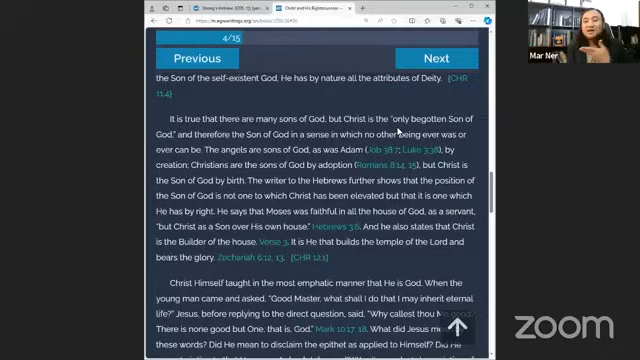 Strong's Hebrew: 1205. 
Christ and His Righteousness —
https://m.egwwritings.org/en/book/
4/15
Previous
Next
the Son of the self-existent God, He has by nature all the attributes of Deity. {CHR
11.4}
It is true that there are many sons of God, but Christ is the "only begotten Son of
God," and therefore the Son of God in a sense in which no other being ever was or
ever can be. The angels are sons of God, as was Adam (Job 38:7; Luke 3:38), by
creation; Christians are the sons of God by adoption (Romans 8:14, 15), but Christ
is the Son of God by birth. The writer to the Hebrews further shows that the position
of the Son of God is not one to which Christ has been elevated but that it is one which
He has by right. He says that Moses was faithful in all the house of God, as a servant,
"but Christ as a Son over His own house." Hebrews 3:6. And he also states that Christ
is the Builder of the house. Verse 3. It is He that builds the temple of the Lord and
bears the glory. Zechariah 6:12, 13. {CHR 12.1}
Christ Himself taught in the most emphatic manner that He is God. When the
young man came and asked, "Good Master, what shall I do that I may inherit eternal
life?" Jesus, before replying to the direct question, said, "Why callest thou Me good?
There is none good but One, that is, God." Mark 10:17, 18. What did Jesus mean by
these words? Did He mean to disclaim the epithet as applied to Himself? Did He
Mar Ner
zoom